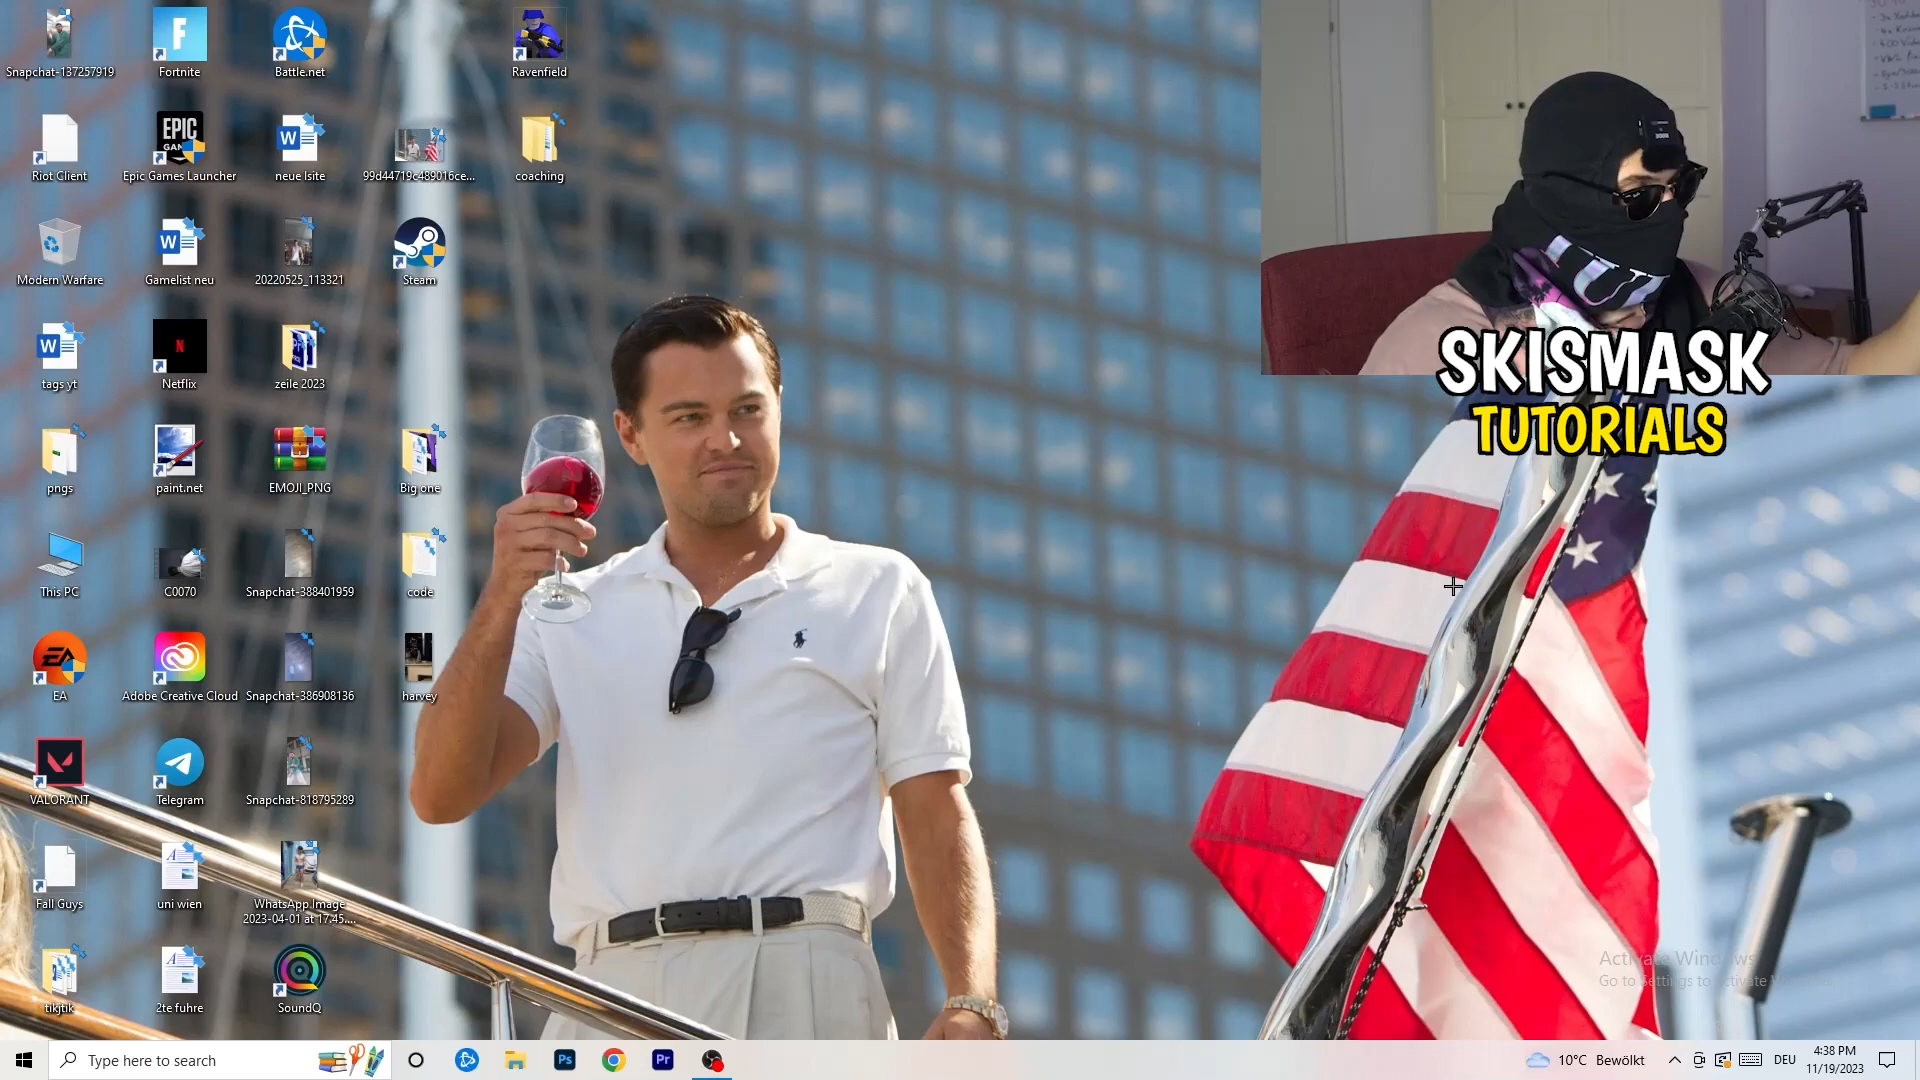 Snapchat-137257919
Fortnite
Battle.net
Ravenfield
EPIC
GAM
Riot Client
Epic Games Launcher
neue lsite
99d44719c489016ce...
coaching
Modern Warfare
Gamelist neu
20220525_113321
Steam
tags yt
Netflix
zeile 2023
pngs
paint.net
EMOJI_PNG
Big one
This PC
C0070
Snapchat-388401959
code
EA
Adobe Creative Cloud
Snapchat-386908136
harvey
VALORANT
Telegram
Snapchat-818795289
Fall Guys
uni wien
WhatsApp Image
2023-04-01 at 17.45....
tikjtik
2te fuhre
SoundQ
SKISMASK
TUTORIALS
Activate Windows
Go to Settings to activate W
Type here to search
Ps
Pr
10°C Bewölkt
DEU
4:38 PM
11/19/2023